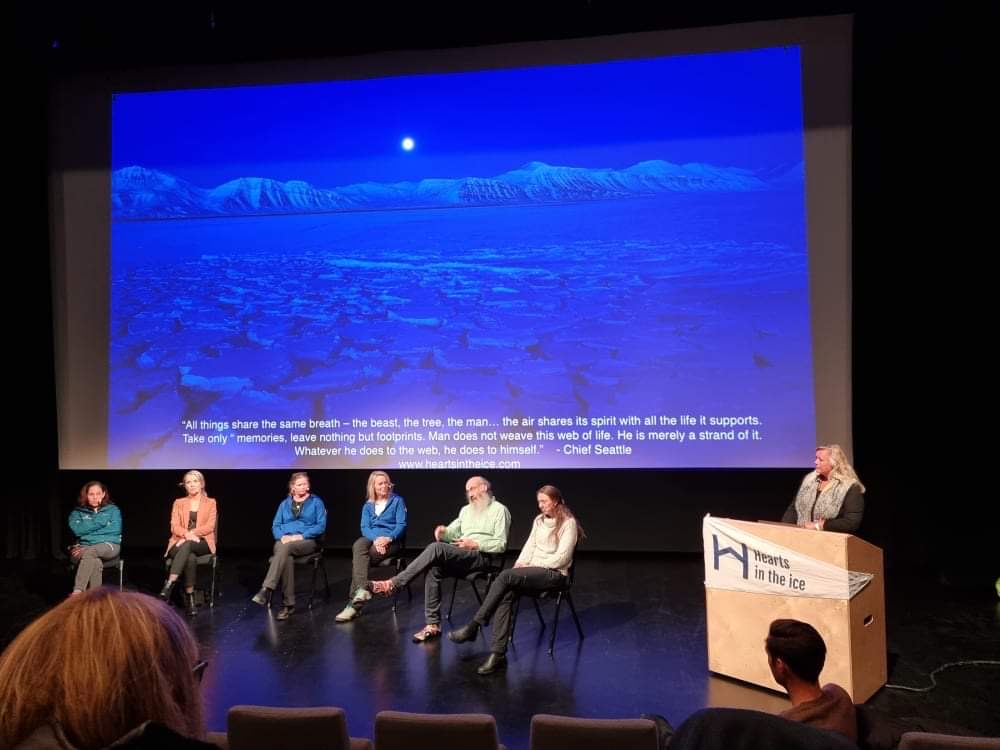 “All things share the same breath – the beast, the tree, the man… the air shares its spirit with all the life it supports.
Take only “ memories, leave nothing but footprints. Man does not weave this web of life. He is merely a strand of it.
Whatever he does to the web, he does to himself.” - Chief Seattle
www.heartsintheice.com
Hearts
in the ice